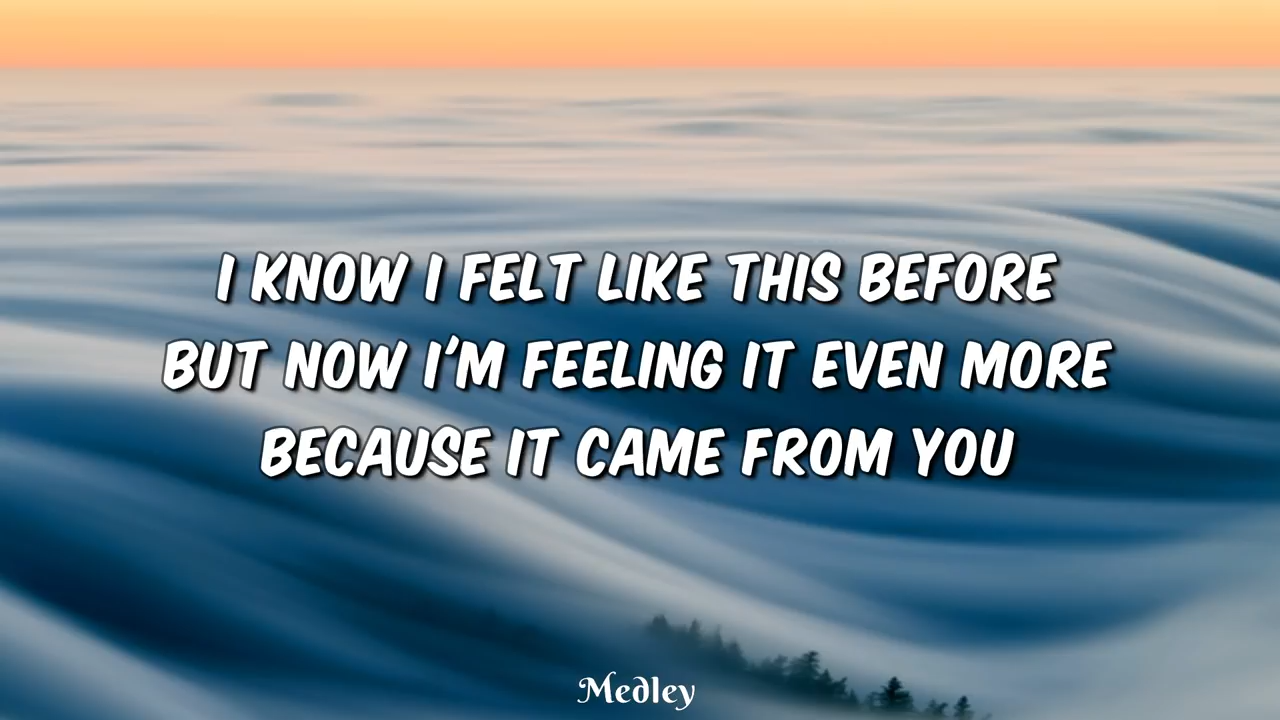 I KNOW I FELT LIKE THIS BEFORE
BUT NOW I'M FEELING IT EVEN MORE
BECAUSE IT CAME FROM YOU
Medley